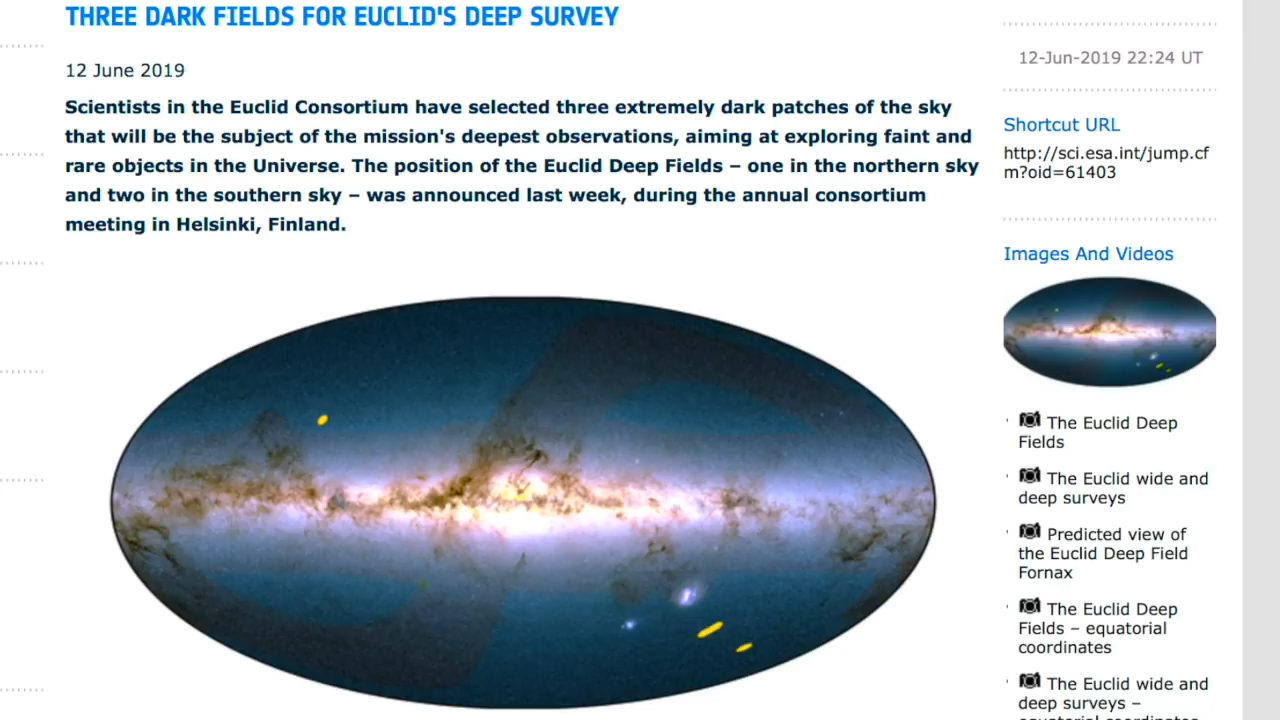 THREE DARK FIELDS FOR EUCLID'S DEEP SURVEY
12 June 2019
Scientists in the Euclid Consortium have selected three extremely dark patches of the sky
that will be the subject of the mission's deepest observations, aiming at exploring faint and
rare objects in the Universe. The position of the Euclid Deep Fields – one in the northern sky
and two in the southern sky – was announced last week, during the annual consortium
meeting in Helsinki, Finland.
12-Jun-2019 22:24 UT
Shortcut URL
http://sci.esa.int/jump.cf
m?oid=61403
Images And Videos
The Euclid Deep
Fields
The Euclid wide and
deep surveys
Predicted view of
the Euclid Deep Field
Fornax
The Euclid Deep
Fields – equatorial
coordinates
The Euclid wide and
deep surveys –
equatorial coordinates